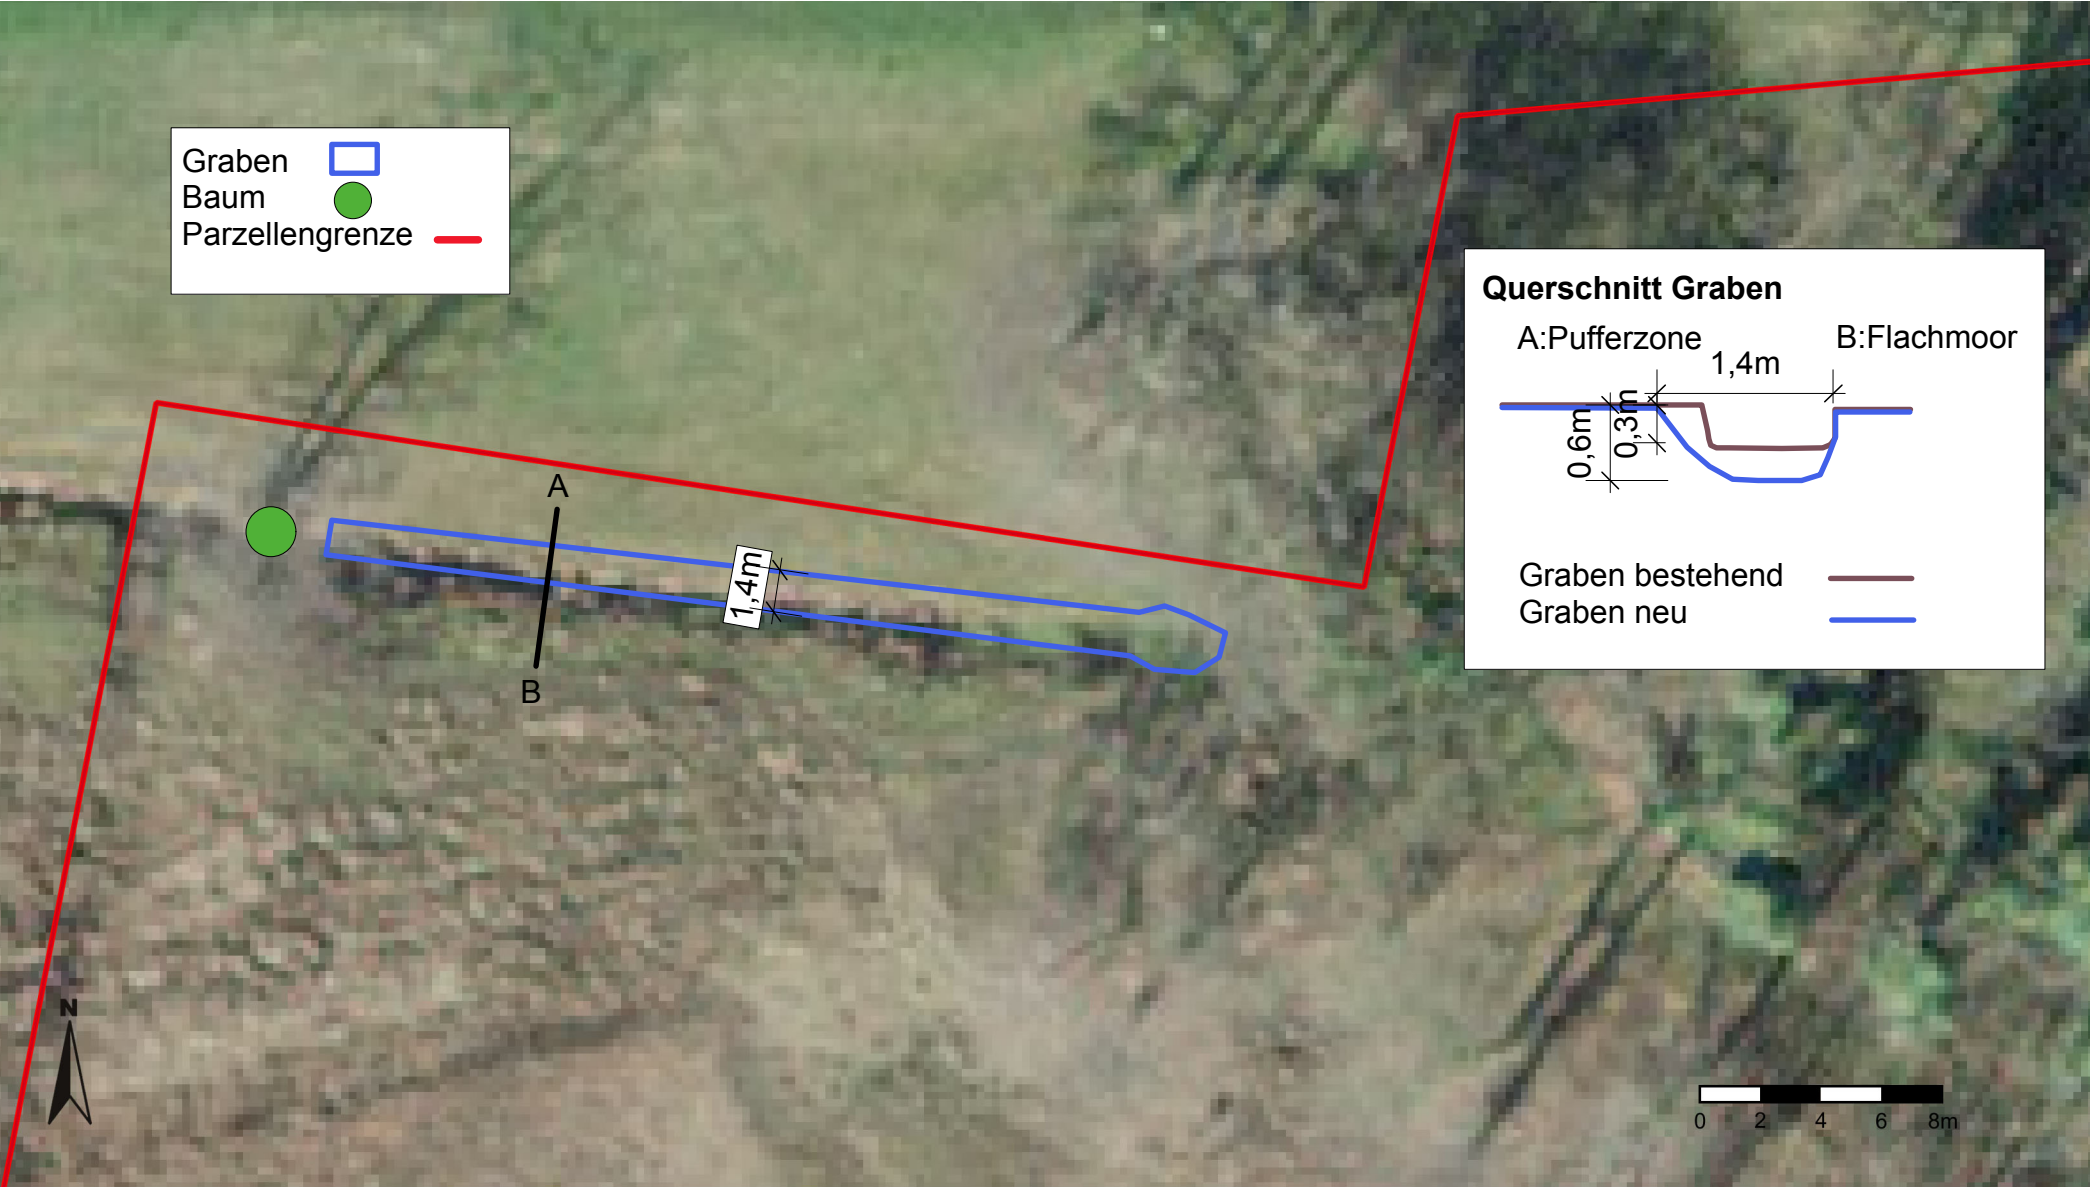 Graben
Baum
Parzellengrenze
Querschnitt Graben
A:Pufferzone
B:Flachmoor
1,4m
0,6m
0,3m
Graben bestehend
Graben neu
A
1,4m
B
N
0 2 4 6 8m